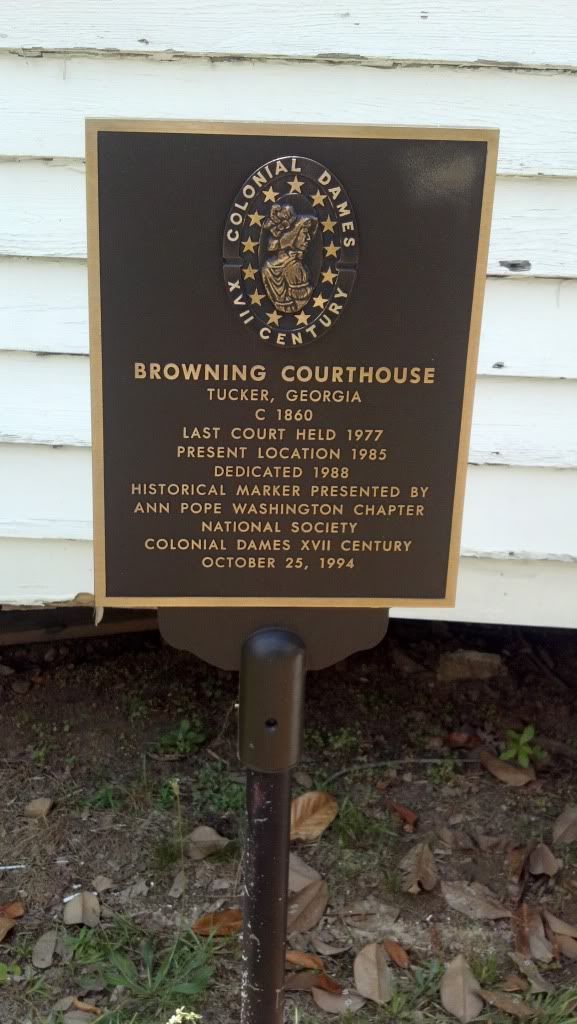 COLONIAL DAMES
XVII CENTURY
BROWNING COURTHOUSE
TUCKER, GEORGIA
C 1860
LAST COURT HELD 1977
PRESENT LOCATION 1985
DEDICATED 1988
HISTORICAL MARKER PRESENTED BY
ANN POPE WASHINGTON CHAPTER
NATIONAL SOCIETY
COLONIAL DAMES XVII CENTURY
OCTOBER 25, 1994